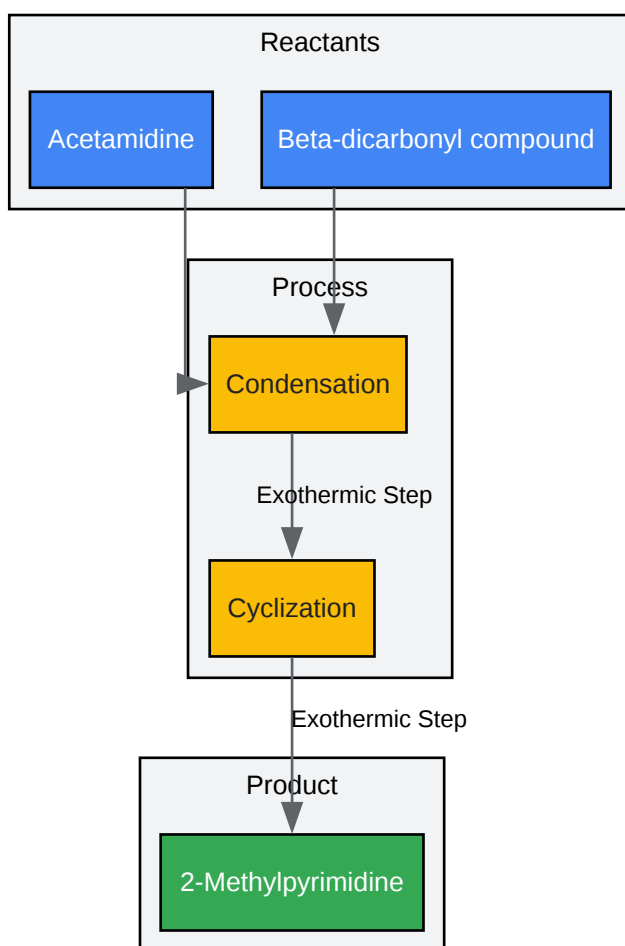 Reactants
Acetamidine
Beta-dicarbonyl compound
Process
Condensation
Exothermic Step
Cyclization
Exothermic Step
Product
2-Methylpyrimidine